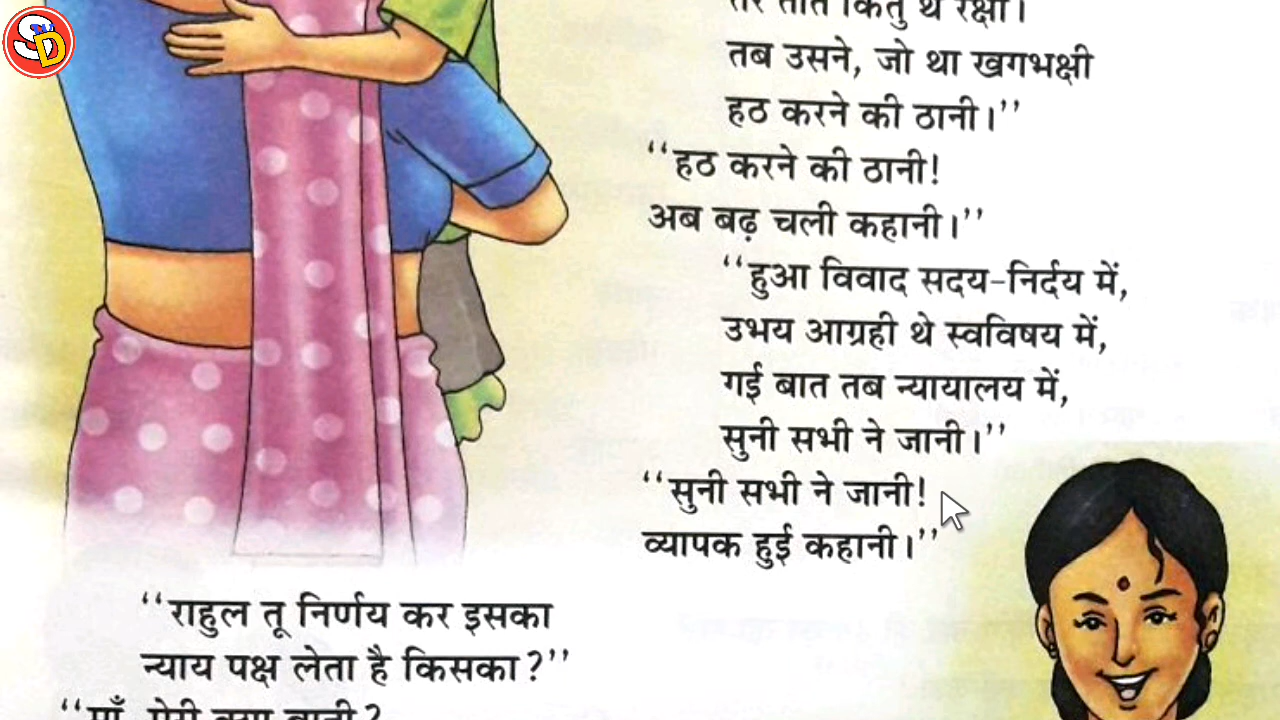 तेरे तात किंतु थे रक्षी।
तब उसने, जो था खगभक्षी
हठ करने की ठानी।’’
‘‘हठ करने की ठानी!
अब बढ़ चली कहानी।’’
‘‘हुआ विवाद सदय-निर्दय में,
उभय आग्रही थे स्वविषय में,
गई बात तब न्यायालय में,
सुनी सभी ने जानी।’’
‘‘सुनी सभी ने जानी!
व्यापक हुई कहानी।’’
‘‘राहुल तू निर्णय कर इसका
न्याय पक्ष लेता है किसका?’’
‘‘माँ, मेरी क्या बानी?